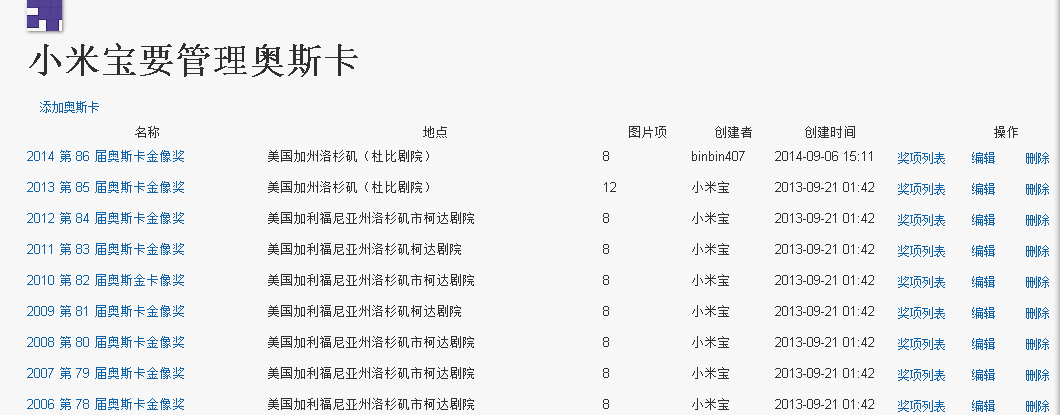 小米宝要管理奥斯卡
添加奥斯卡
名称 地点 图片项 创建者 创建时间 操作
2014 第 86 届奥斯卡金像奖 美国加州洛杉矶（杜比剧院） 8 binbin407 2014-09-06 15:11 奖项列表 编辑 删除
2013 第 85 届奥斯卡金像奖 美国加州洛杉矶（杜比剧院） 12 小米宝 2013-09-21 01:42 奖项列表 编辑 删除
2012 第 84 届奥斯卡金像奖 美国加利福尼亚州洛杉矶市柯达剧院 8 小米宝 2013-09-21 01:42 奖项列表 编辑 删除
2011 第 83 届奥斯卡金像奖 美国加利福尼亚州洛杉矶柯达剧院 8 小米宝 2013-09-21 01:42 奖项列表 编辑 删除
2010 第 82 届奥斯金卡像奖 美国加利福尼亚州洛杉矶市柯达剧院 8 小米宝 2013-09-21 01:42 奖项列表 编辑 删除
2009 第 81 届奥斯卡金像奖 美国加利福尼亚州洛杉矶柯达剧院 8 小米宝 2013-09-21 01:42 奖项列表 编辑 删除
2008 第 80 届奥斯卡金像奖 美国加利福尼亚州洛杉矶市柯达剧院 8 小米宝 2013-09-21 01:42 奖项列表 编辑 删除
2007 第 79 届奥斯卡金像奖 美国加利福尼亚州洛杉矶市柯达剧院 8 小米宝 2013-09-21 01:42 奖项列表 编辑 删除
2006 第 78 届奥斯卡金像奖 美国加利福尼亚州洛杉矶市柯达剧院 8 小米宝 2013-09-21 01:42 奖项列表 编辑 删除